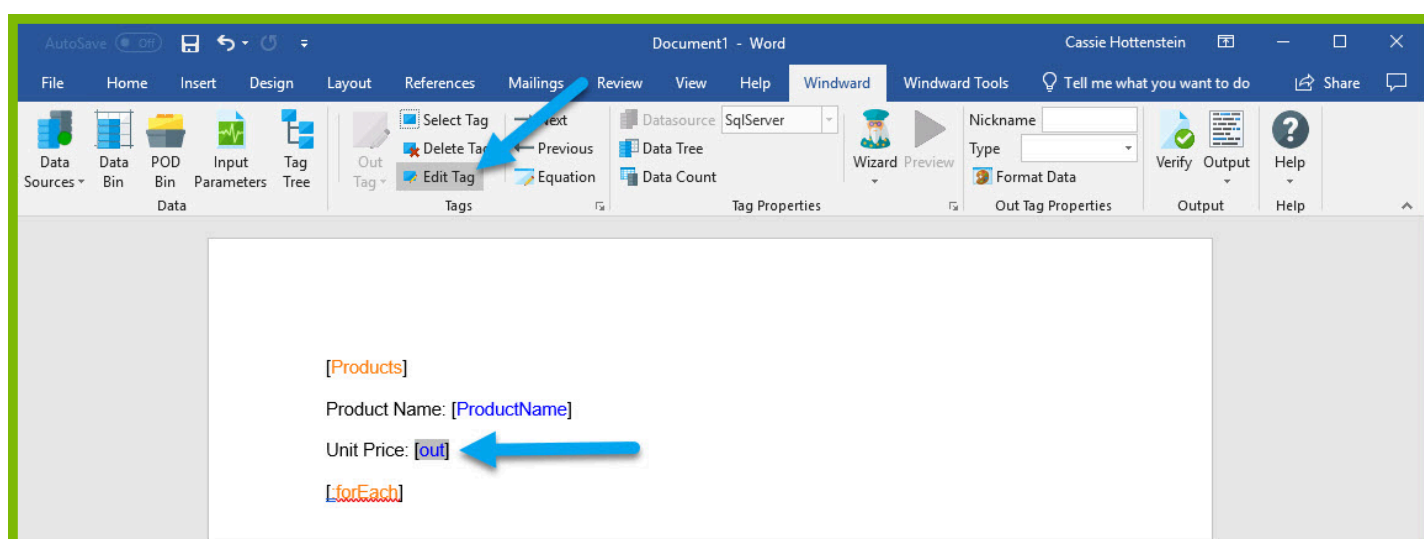 AutoSave Off Document1 - Word Cassie Hottenstein
File Home Insert Design Layout References Mailings Review View Help Windward Windward Tools Tell me what you want to do Share
Select Tag Next Datasource SqlServer Nickname
Delete Tag Previous Data Tree Type
Edit Tag Equation Data Count Format Data
Data Sources Data Bin POD Bin Input Parameters Tag Tree Out Tag Wizard Preview Verify Output Help
Data Tags Tag Properties Out Tag Properties Output Help
[Products]
Product Name: [ProductName]
Unit Price: [out]
[:forEach]